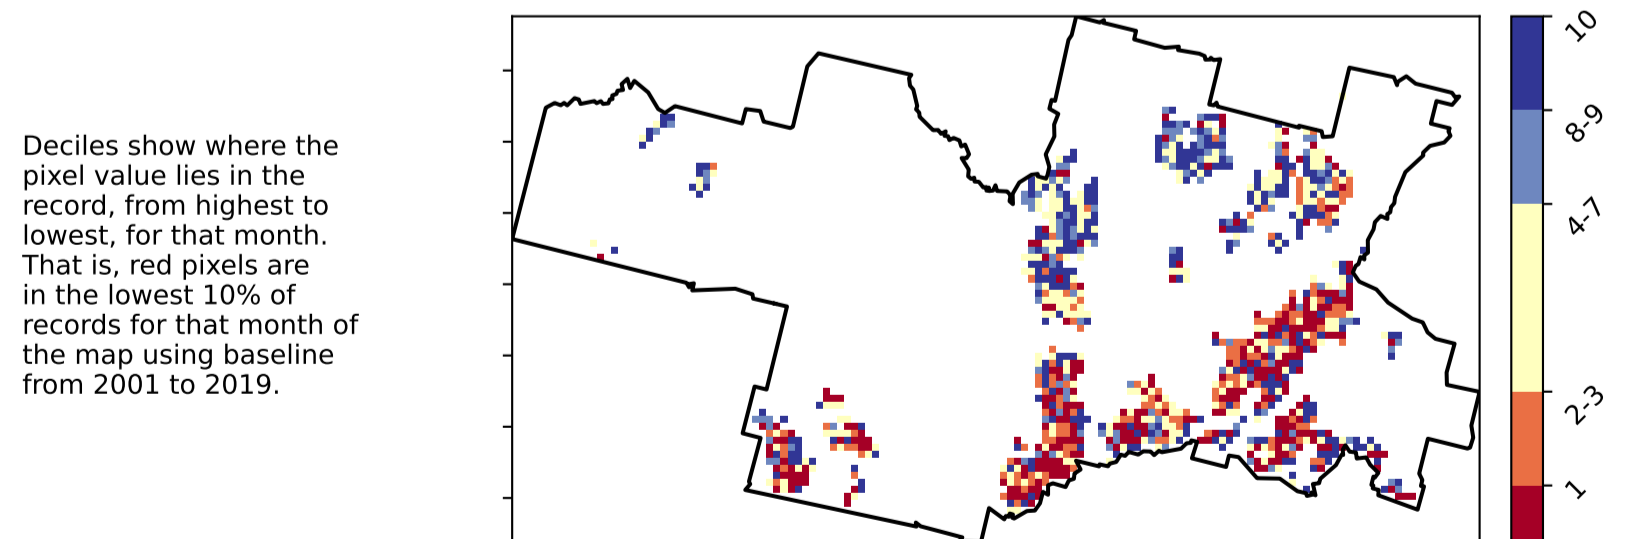 Deciles show where the
pixel value lies in the
record, from highest to
lowest, for that month.
That is, red pixels are
in the lowest 10% of
records for that month of
the map using baseline
from 2001 to 2019.
10
8-9
4-7
2-3
1